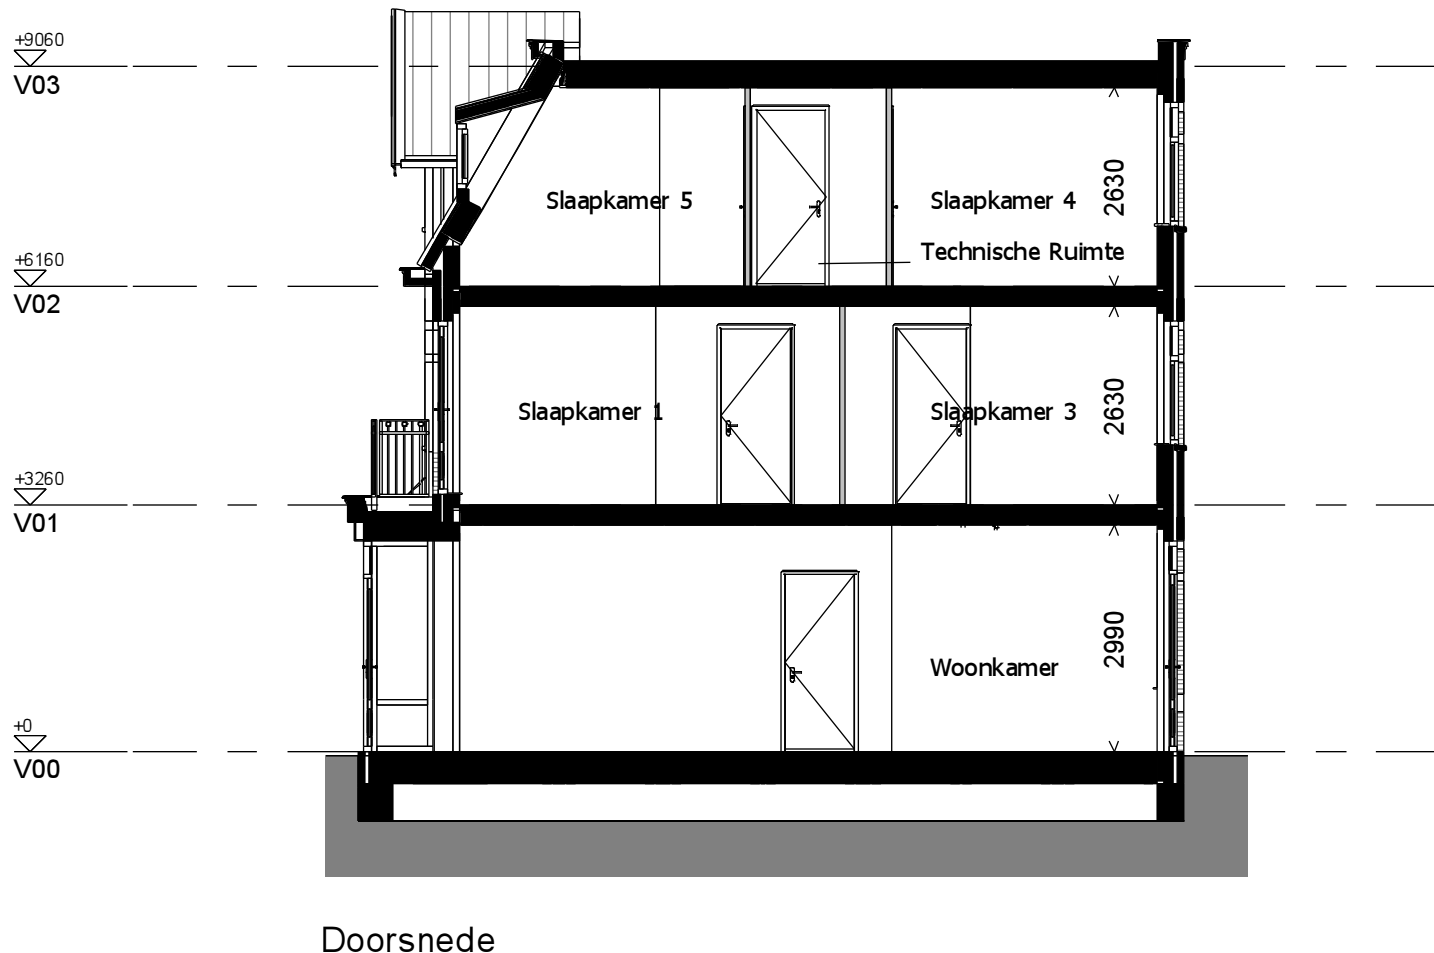 +9060
V03
Slaapkamer 5
Slaapkamer 4
2630
Technische Ruimte
+6160
V02
Slaapkamer 1
Slaapkamer 3
2630
+3260
V01
Woonkamer
2990
+0
V00
Doorsnede